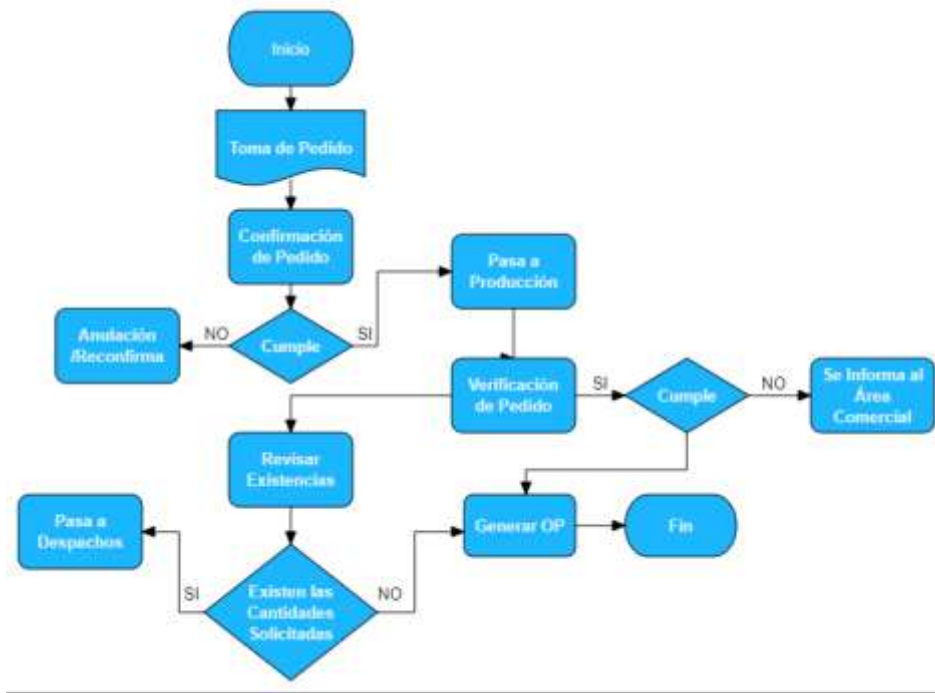 Inicio
Toma de Pedido
Confirmación
de Pedido
Pasa a
Producción
Anulación
/Reconfirma
NO
Cumple
SI
Verificación
de Pedido
SI
Cumple
NO
Se Informa al
Área
Comercial
Revisar
Existencias
Pasa a
Despachos
Generar OP
Fin
SI
Existen las
Cantidades
Solicitadas
NO